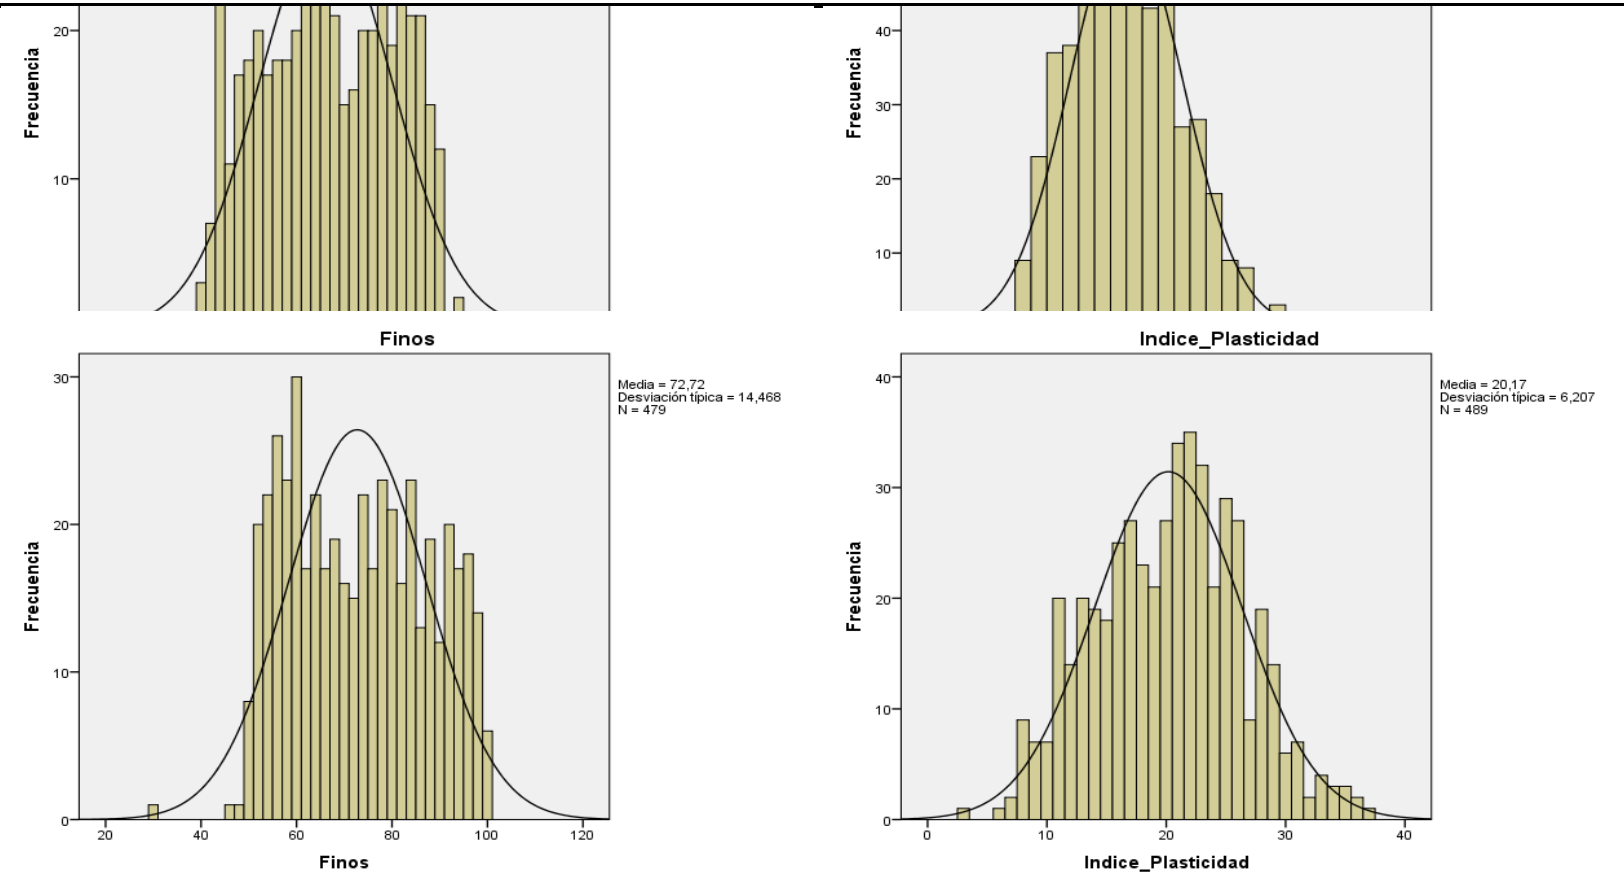 20
10
Frecuencia
Finos
40
30
20
10
Frecuencia
Indice_Plasticidad
30
20
10
0
Frecuencia
20 40 60 80 100 120
Finos
Media = 72,72
Desviación típica = 14,468
N = 479
40
30
20
10
0
Frecuencia
0 10 20 30 40
Indice_Plasticidad
Media = 20,17
Desviación típica = 6,207
N = 489